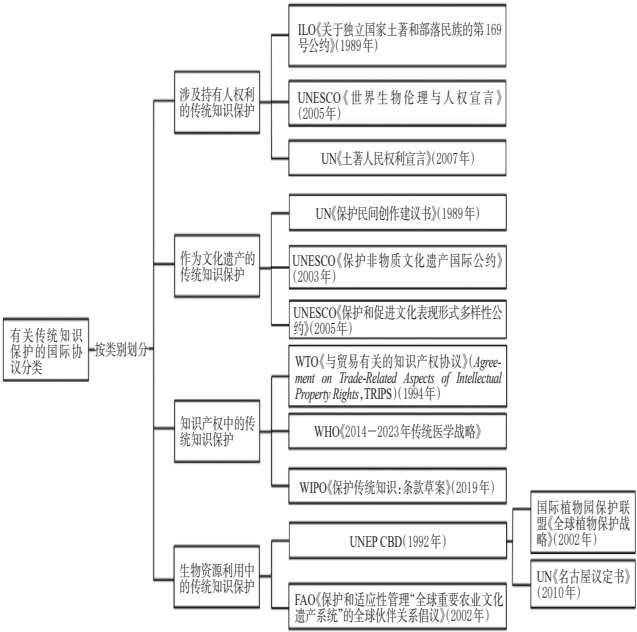 有关传统知识
保护的国际协
议分类
按类别划分
涉及持有人权利
的传统知识保护
ILO《关于独立国家土著和部落民族的第169
号公约》(1989年)
UNESCO《世界生物伦理与人权宣言》
(2005年)
UN《土著人民权利宣言》(2007年)
作为文化遗产的
传统知识保护
UN《保护民间创作建议书》(1989年)
UNESCO《保护非物质文化遗产国际公约》
(2003年)
UNESCO《保护和促进文化表现形式多样性公
约》(2005年)
知识产权中的传
统知识保护
WTO《与贸易有关的知识产权协议》(Agree-
ment on Trade-Related Aspects of Intellectual
Property Rights,TRIPS)(1994年)
WHO《2014－2023年传统医学战略》
WIPO《保护传统知识:条款草案》(2019年)
生物资源利用中
的传统知识保护
UNEP CBD(1992年)
国际植物园保护联
盟《全球植物保护战
略》(2002年)
UN《名古屋议定书》
(2010年)
FAO《保护和适应性管理“全球重要农业文化
遗产系统”的全球伙伴关系倡议》(2002年)